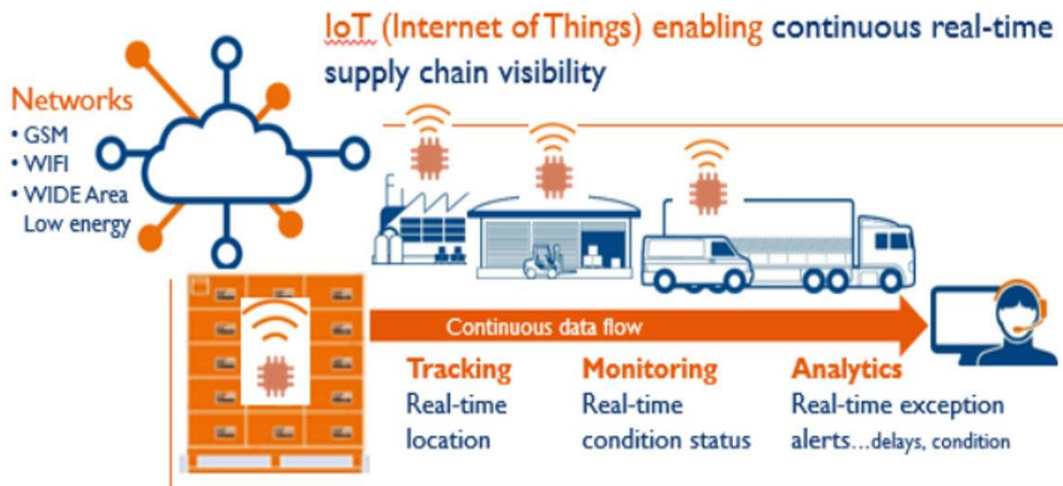 IoT (Internet of Things) enabling continuous real-time
supply chain visibility
Networks
• GSM
• WIFI
• WIDE Area
Low energy
Continuous data flow
Tracking
Real-time
location
Monitoring
Real-time
condition status
Analytics
Real-time exception
alerts...delays, condition